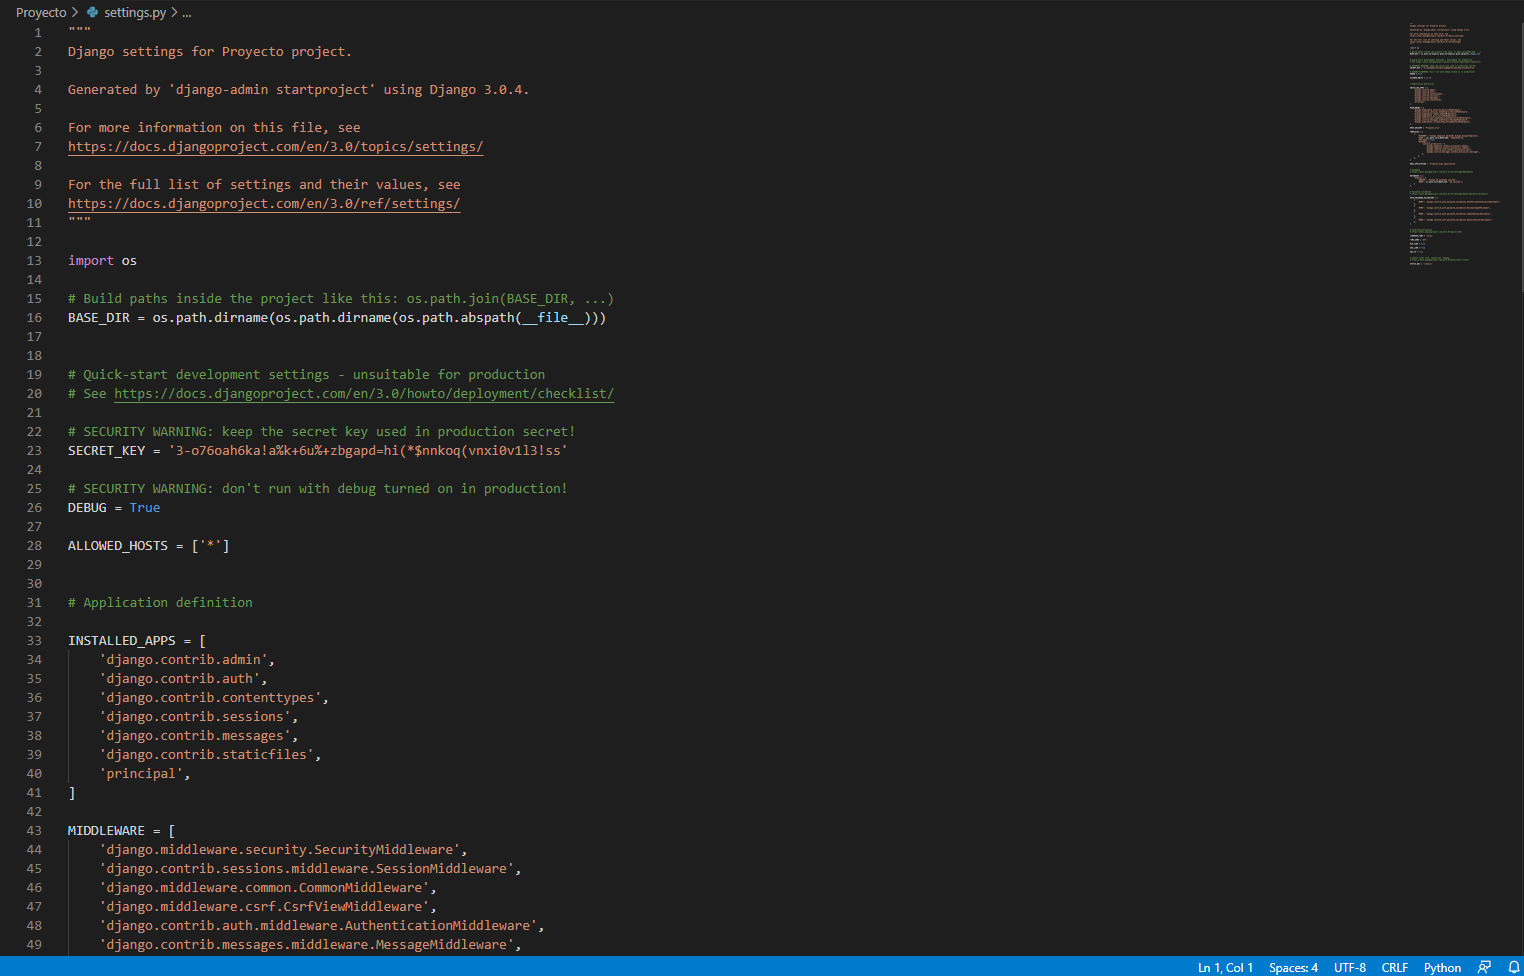 Proyecto > settings.py > ...
1 """
2 Django settings for Proyecto project.
3
4 Generated by 'django-admin startproject' using Django 3.0.4.
5
6 For more information on this file, see
7 https://docs.djangoproject.com/en/3.0/topics/settings/
8
9 For the full list of settings and their values, see
10 https://docs.djangoproject.com/en/3.0/ref/settings/
11 """
12
13 import os
14
15 # Build paths inside the project like this: os.path.join(BASE_DIR, ...)
16 BASE_DIR = os.path.dirname(os.path.dirname(os.path.abspath(__file__)))
17
18
19 # Quick-start development settings - unsuitable for production
20 # See https://docs.djangoproject.com/en/3.0/howto/deployment/checklist/
21
22 # SECURITY WARNING: keep the secret key used in production secret!
23 SECRET_KEY = '3-o76oah6ka!a%k+6u%+zbgapd=hi(*$nnkoq(vnxi0v1l3!ss'
24
25 # SECURITY WARNING: don't run with debug turned on in production!
26 DEBUG = True
27
28 ALLOWED_HOSTS = ['*']
29
30
31 # Application definition
32
33 INSTALLED_APPS = [
34     'django.contrib.admin',
35     'django.contrib.auth',
36     'django.contrib.contenttypes',
37     'django.contrib.sessions',
38     'django.contrib.messages',
39     'django.contrib.staticfiles',
40     'principal',
41 ]
42
43 MIDDLEWARE = [
44     'django.middleware.security.SecurityMiddleware',
45     'django.contrib.sessions.middleware.SessionMiddleware',
46     'django.middleware.common.CommonMiddleware',
47     'django.middleware.csrf.CsrfViewMiddleware',
48     'django.contrib.auth.middleware.AuthenticationMiddleware',
49     'django.contrib.messages.middleware.MessageMiddleware',
Ln 1, Col 1 Spaces: 4 UTF-8 CRLF Python